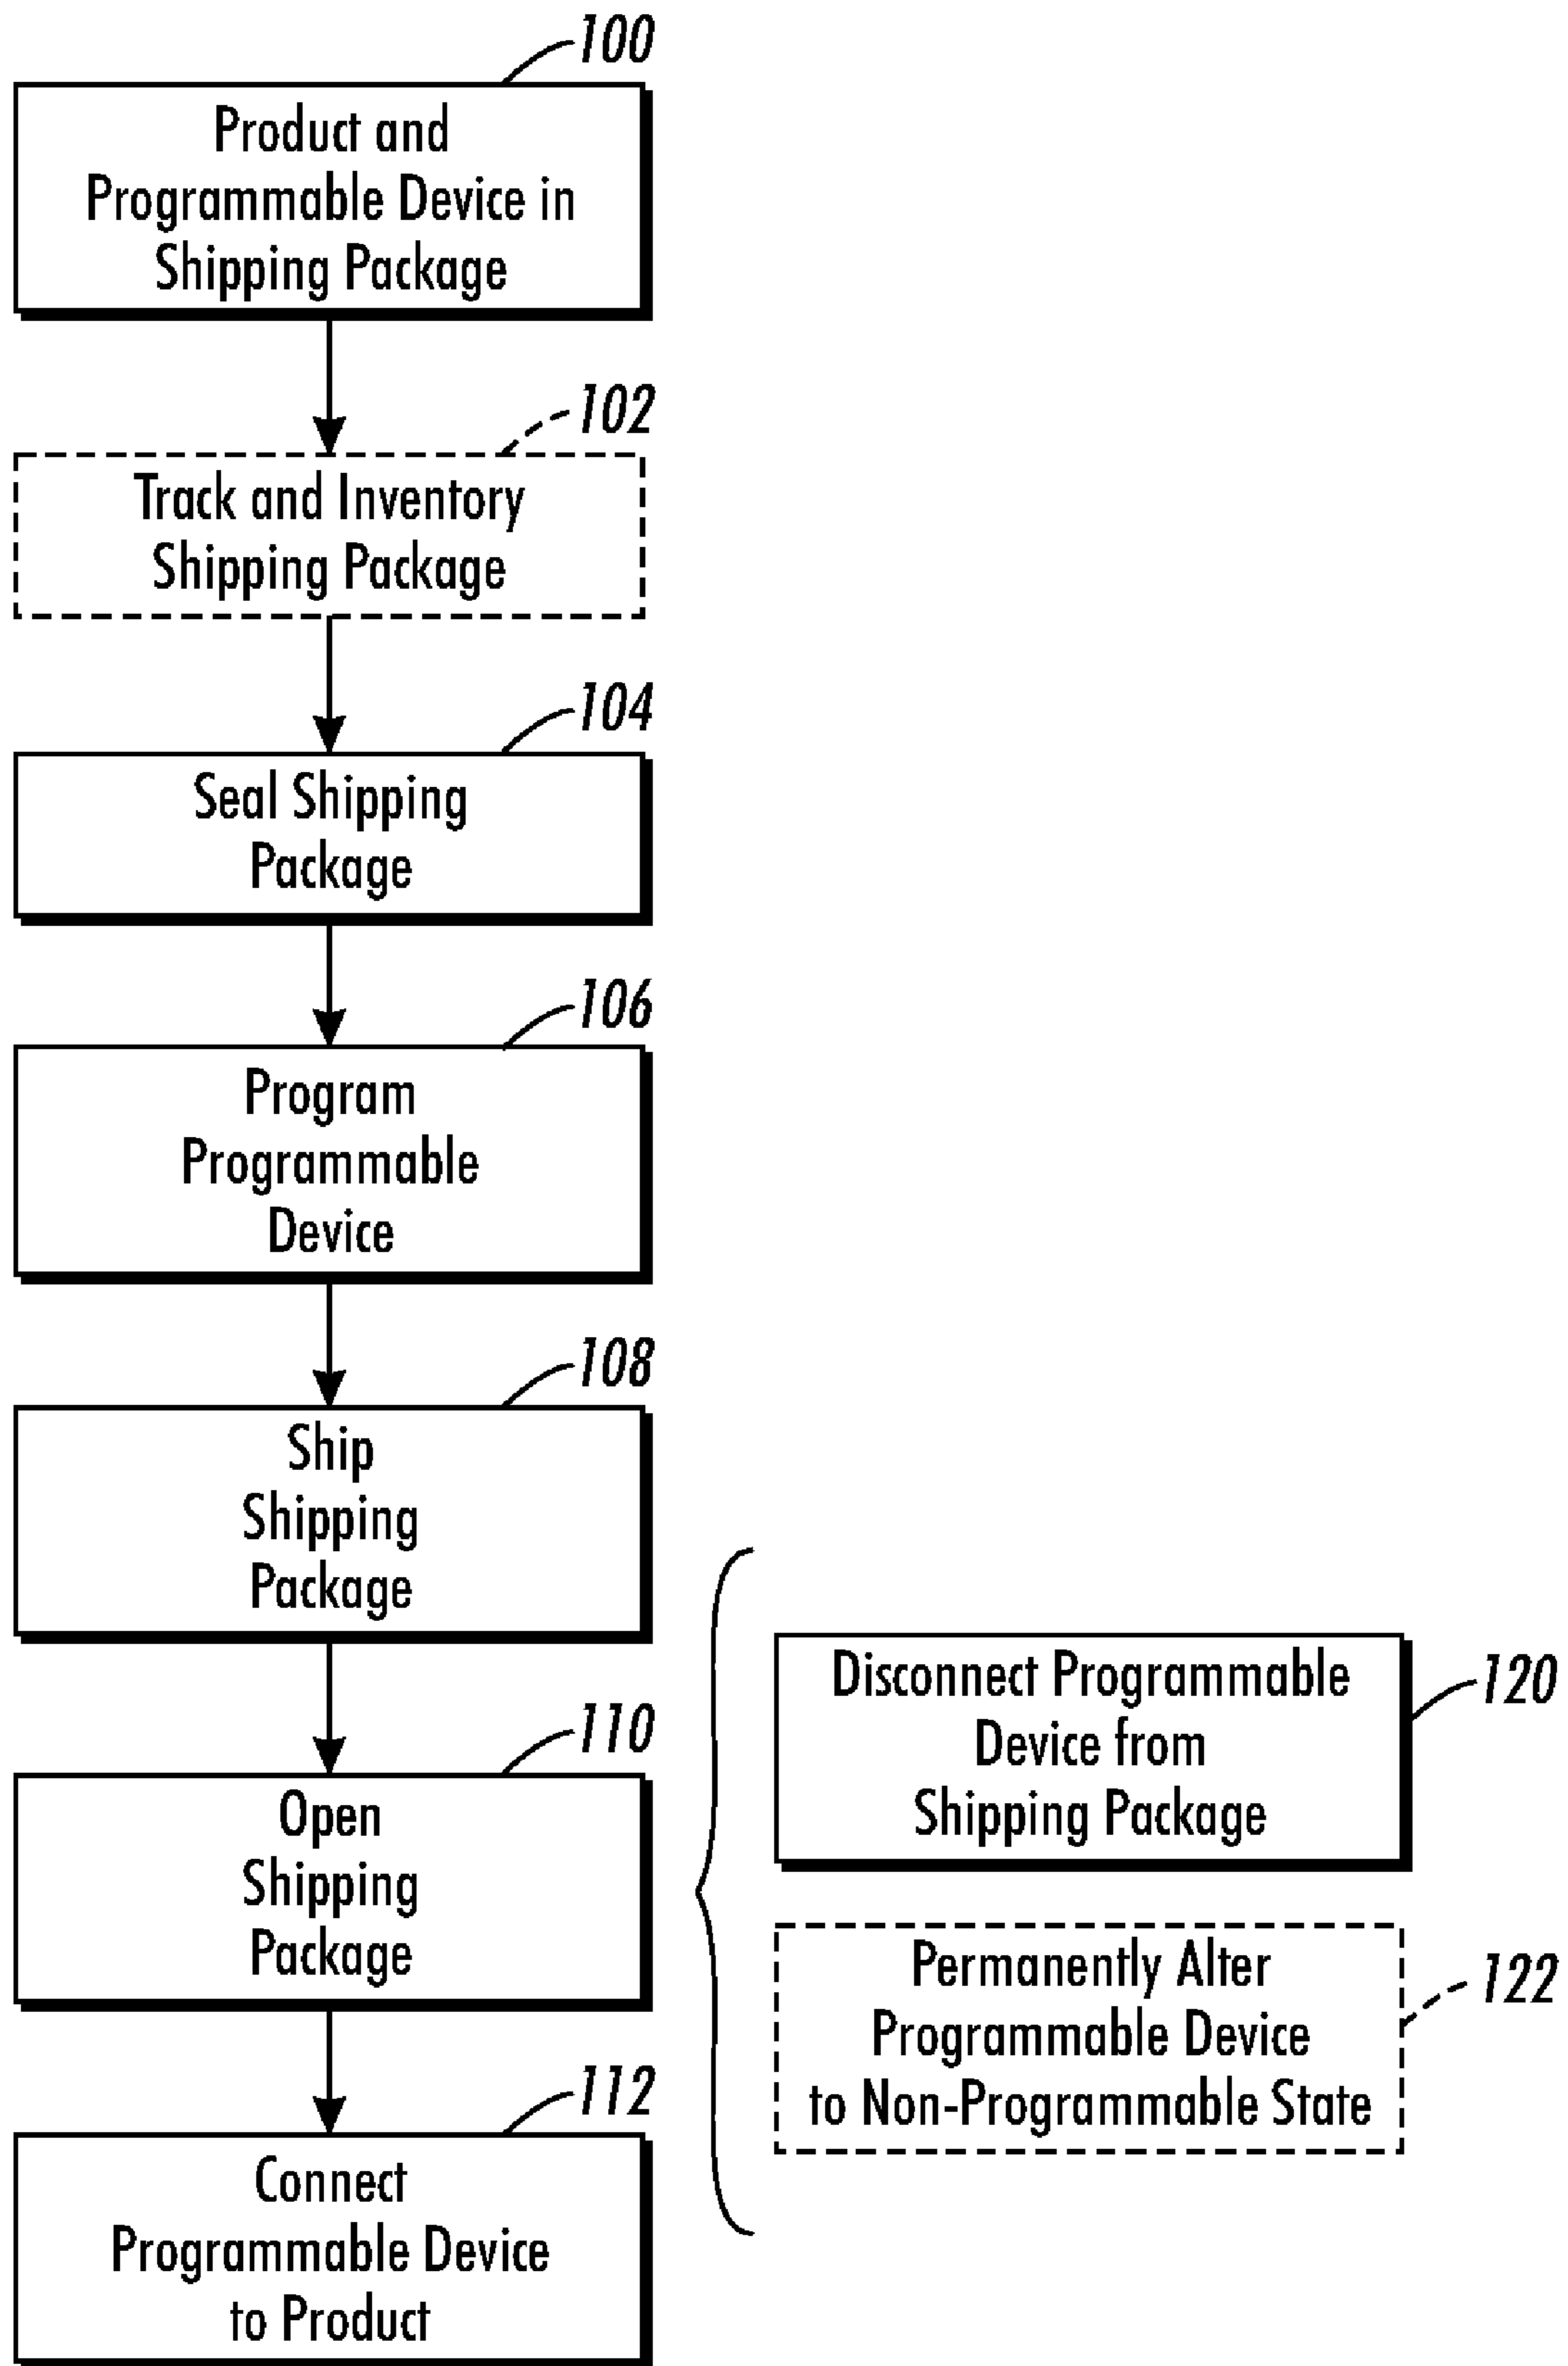 100
Product and
Programmable Device in
Shipping Package
102
Track and Inventory
Shipping Package
104
Seal Shipping
Package
106
Program
Programmable
Device
108
Ship
Shipping
Package
110
Open
Shipping
Package
120
Disconnect Programmable
Device from
Shipping Package
122
Permanently Alter
Programmable Device
to Non-Programmable State
112
Connect
Programmable Device
to Product